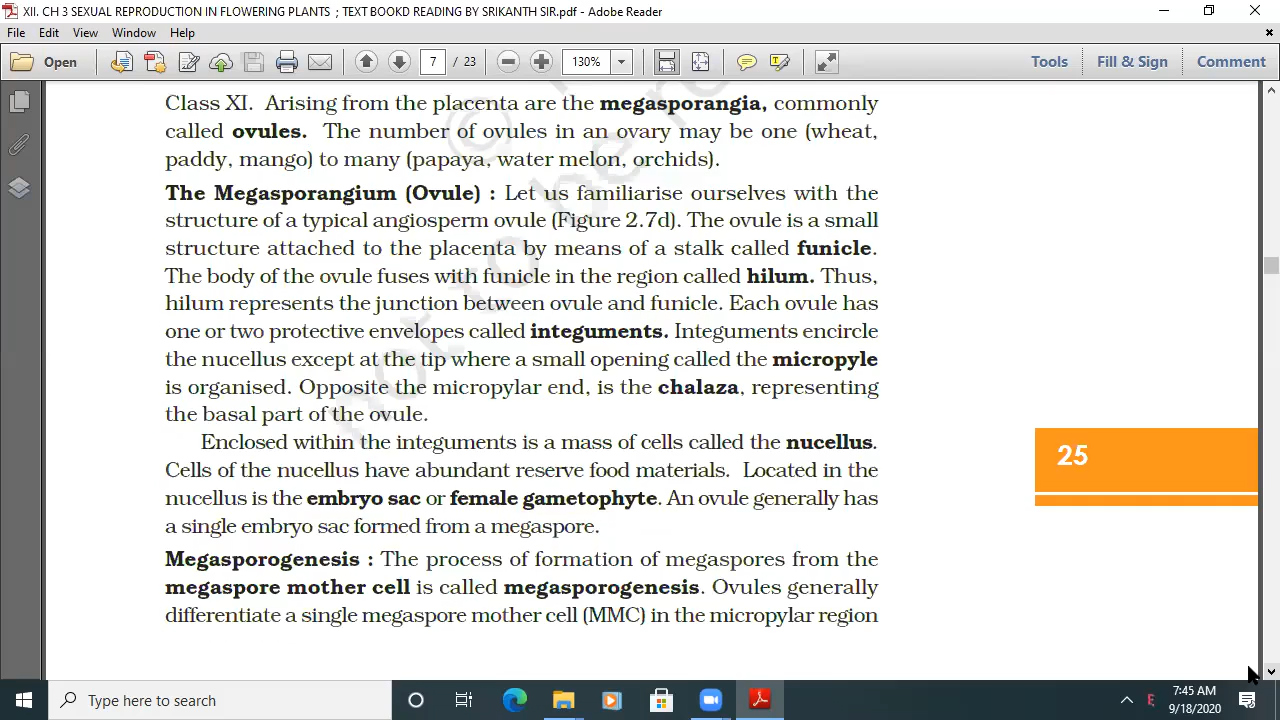 XII. CH 3 SEXUAL REPRODUCTION IN FLOWERING PLANTS ; TEXT BOOKD READING BY SRIKANTH SIR.pdf - Adobe Reader
File Edit View Window Help
Open 7 / 23 130% Tools Fill & Sign Comment
Class XI. Arising from the placenta are the megasporangia, commonly
called ovules. The number of ovules in an ovary may be one (wheat,
paddy, mango) to many (papaya, water melon, orchids).
The Megasporangium (Ovule) : Let us familiarise ourselves with the
structure of a typical angiosperm ovule (Figure 2.7d). The ovule is a small
structure attached to the placenta by means of a stalk called funicle.
The body of the ovule fuses with funicle in the region called hilum. Thus,
hilum represents the junction between ovule and funicle. Each ovule has
one or two protective envelopes called integuments. Integuments encircle
the nucellus except at the tip where a small opening called the micropyle
is organised. Opposite the micropylar end, is the chalaza, representing
the basal part of the ovule.
Enclosed within the integuments is a mass of cells called the nucellus.
Cells of the nucellus have abundant reserve food materials. Located in the
nucellus is the embryo sac or female gametophyte. An ovule generally has
a single embryo sac formed from a megaspore.
25
Megasporogenesis : The process of formation of megaspores from the
megaspore mother cell is called megasporogenesis. Ovules generally
differentiate a single megaspore mother cell (MMC) in the micropylar region
not to be re
©
Type here to search
7:45 AM
9/18/2020